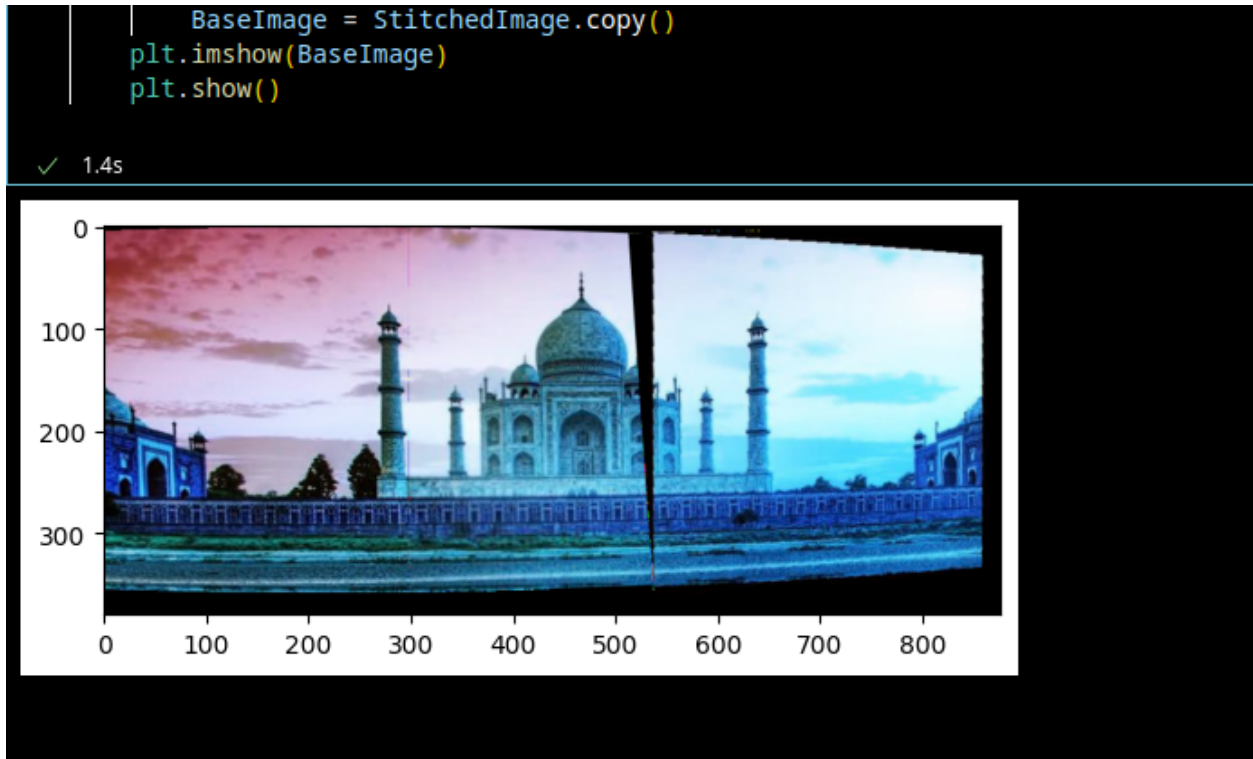 BaseImage = StitchedImage.copy()
plt.imshow(BaseImage)
plt.show()
✓ 1.4s
0
100
200
300
0 100 200 300 400 500 600 700 800